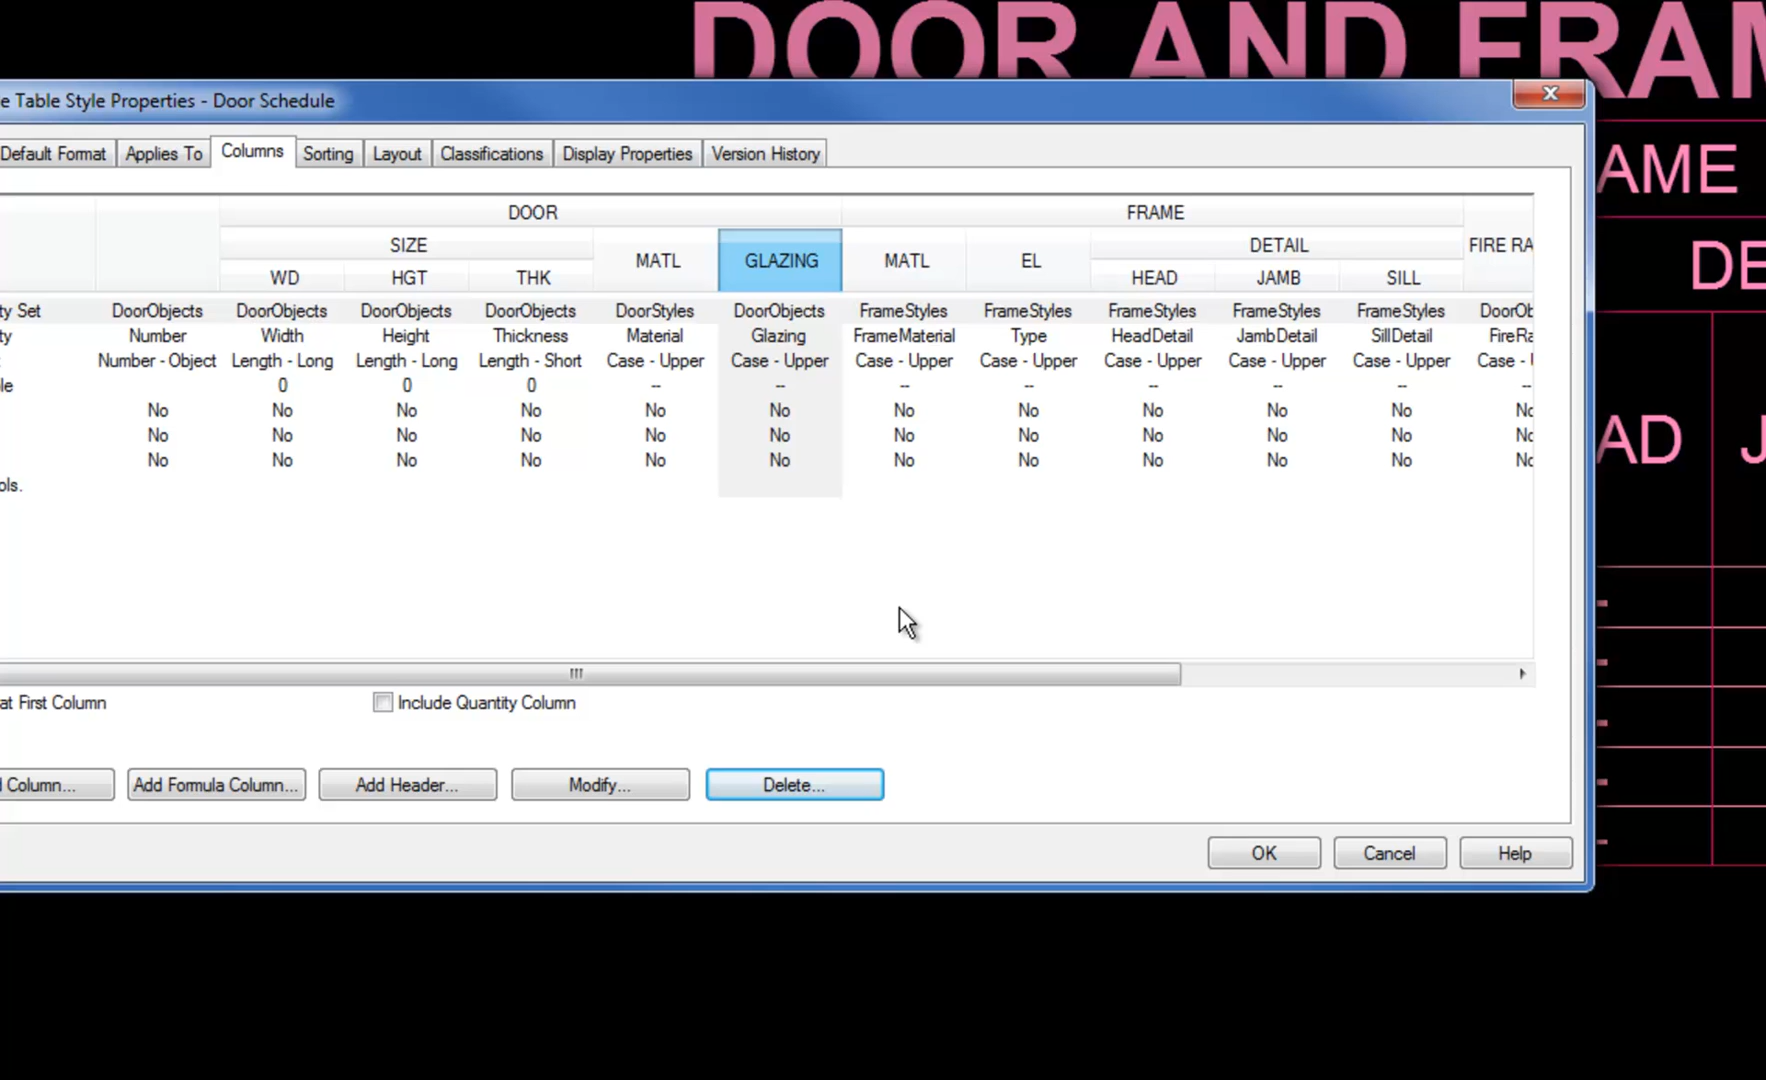 DOOR AND FRAM
e Table Style Properties - Door Schedule
Default Format Applies To Columns Sorting Layout Classifications Display Properties Version History
AME
DOOR FRAME
SIZE MATL GLAZING MATL EL DETAIL FIRE RA
DE
WD HGT THK HEAD JAMB SILL
ty Set DoorObjects DoorObjects DoorObjects DoorObjects DoorStyles DoorObjects FrameStyles FrameStyles FrameStyles FrameStyles FrameStyles DoorOb
ty Number Width Height Thickness Material Glazing FrameMaterial Type HeadDetail JambDetail SillDetail FireRa
Number - Object Length - Long Length - Long Length - Short Case - Upper Case - Upper Case - Upper Case - Upper Case - Upper Case - Upper Case - Upper Case - U
le 0 0 0 -- -- -- -- -- -- -- --
No No No No No No No No No No No No
No No No No No No No No No No No No
No No No No No No No No No No No No
AD J
ols.
at First Column Include Quantity Column
l Column... Add Formula Column... Add Header... Modify... Delete...
OK Cancel Help